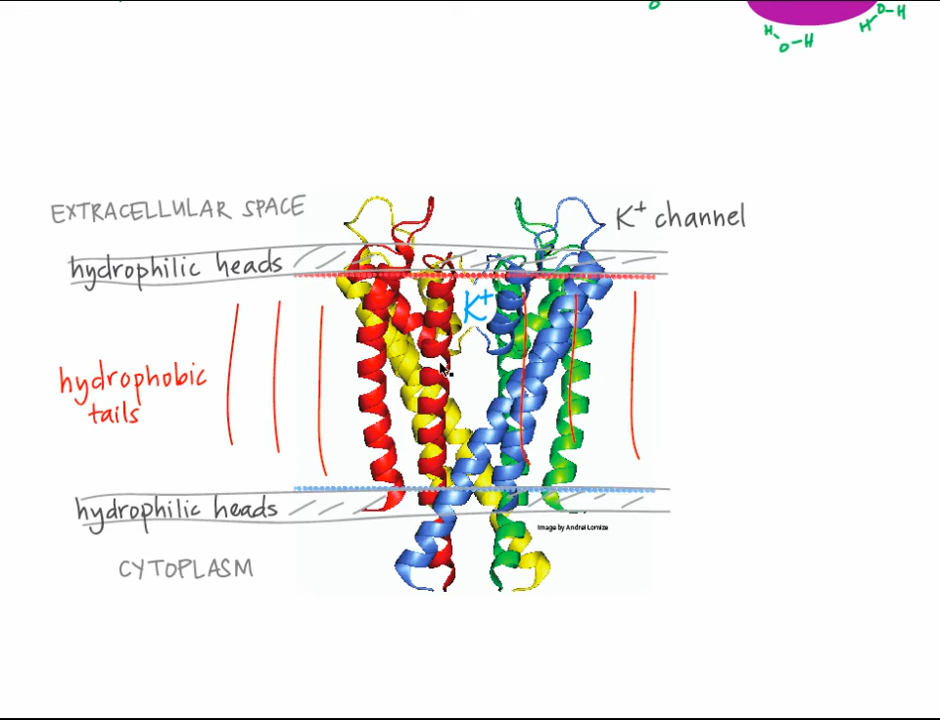 H
O-H
O-H
H
EXTRACELLULAR SPACE
K+ channel
hydrophilic heads
K+
hydrophobic
tails
hydrophilic heads
Image by Andrei Lomize
CYTOPLASM